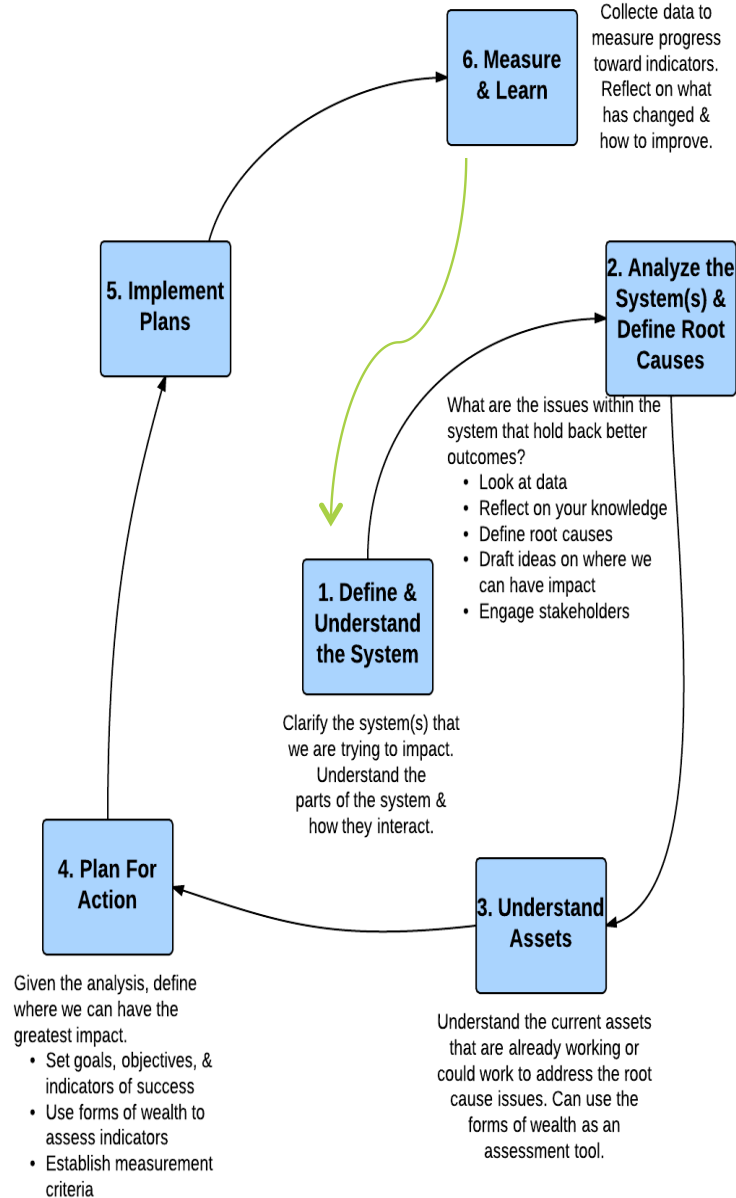 6. Measure
& Learn
Collecte data to
measure progress
toward indicators.
Reflect on what
has changed &
how to improve.
5. Implement
Plans
2. Analyze the
System(s) &
Define Root
Causes
What are the issues within the
system that hold back better
outcomes?
• Look at data
• Reflect on your knowledge
• Define root causes
• Draft ideas on where we
can have impact
• Engage stakeholders
1. Define &
Understand
the System
Clarify the system(s) that
we are trying to impact.
Understand the
parts of the system &
how they interact.
4. Plan For
Action
Given the analysis, define
where we can have the
greatest impact.
• Set goals, objectives, &
indicators of success
• Use forms of wealth to
assess indicators
• Establish measurement
criteria
3. Understand
Assets
Understand the current assets
that are already working or
could work to address the root
cause issues. Can use the
forms of wealth as an
assessment tool.